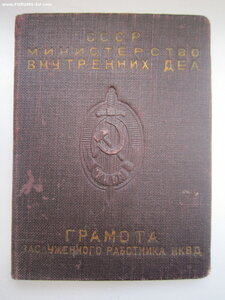 СССР
МИНИСТЕРСТВО
ВНУТРЕННИХ ДЕЛ
ГРАМОТА
ЗАСЛУЖЕННОГО РАБОТНИКА НКВД